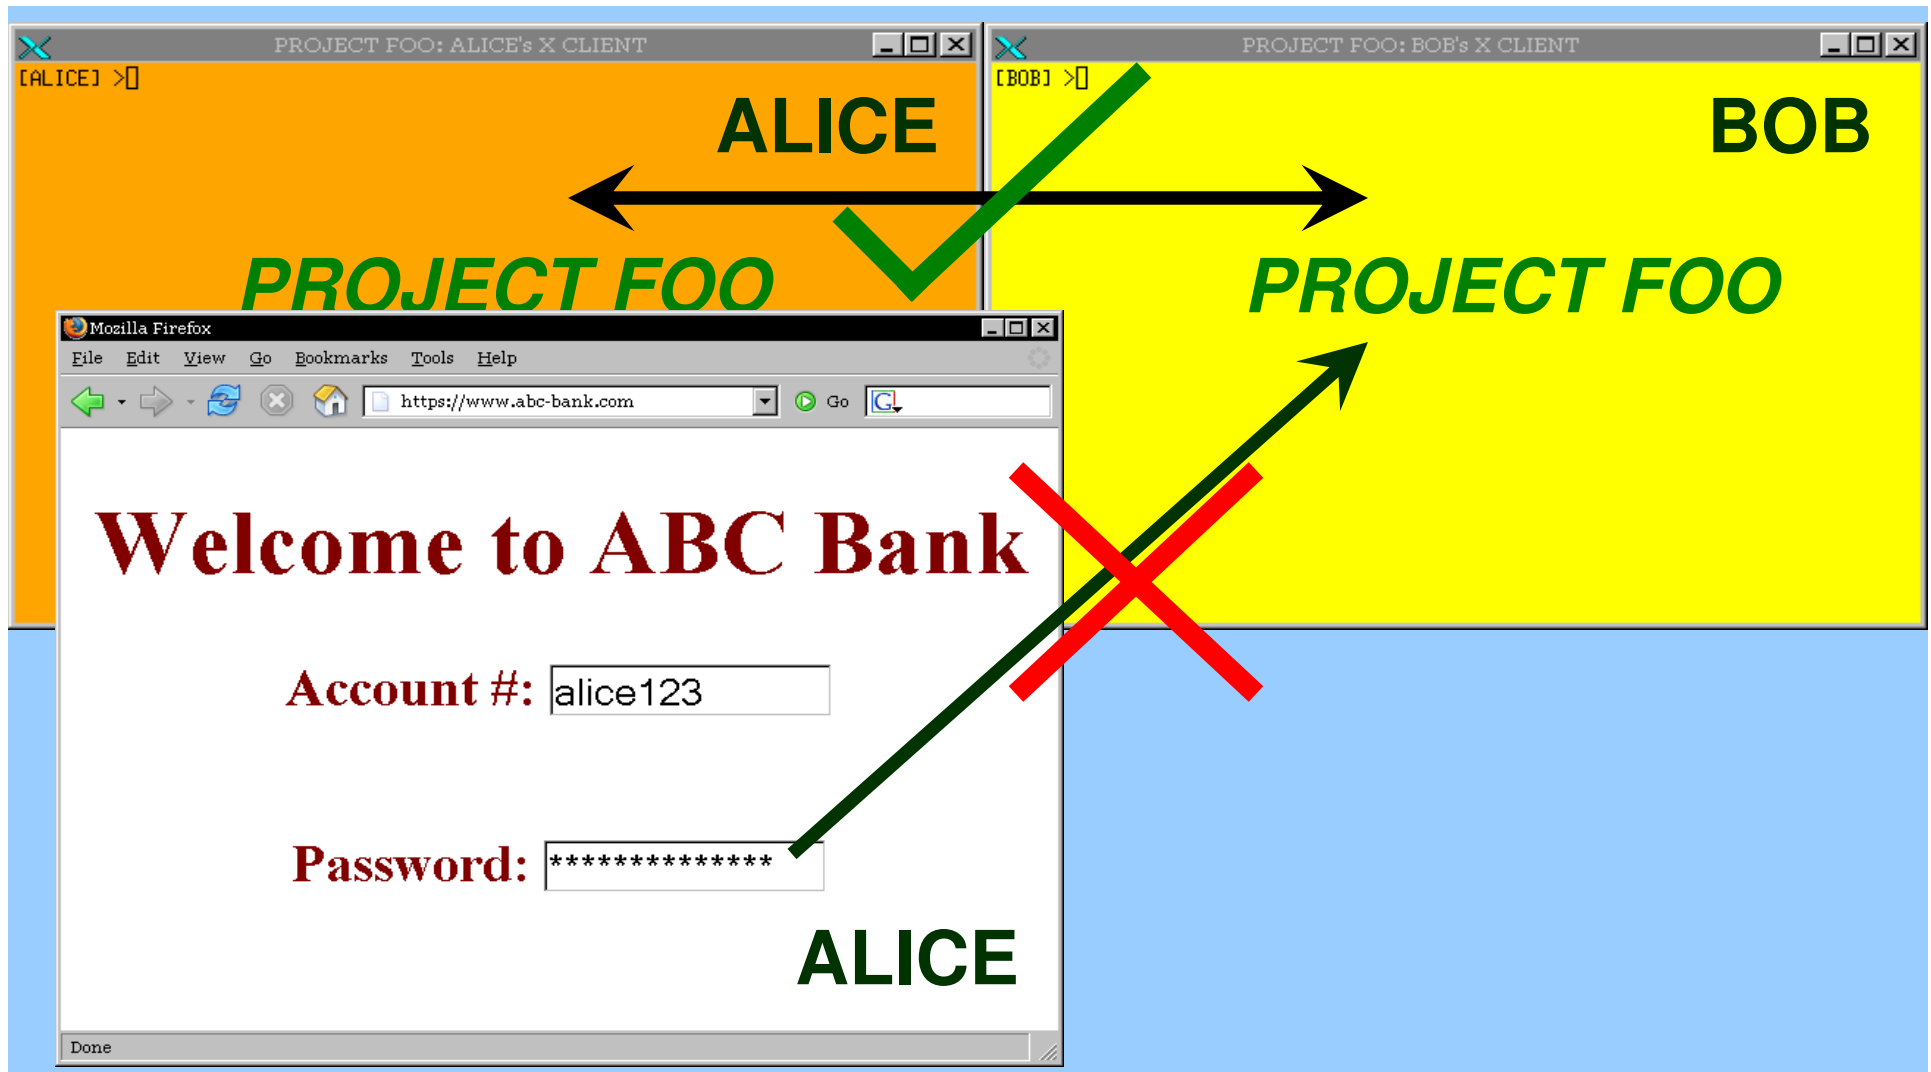 PROJECT FOO: ALICE's X CLIENT
[ALICE] >
ALICE
PROJECT FOO
PROJECT FOO: BOB's X CLIENT
[BOB] >
BOB
PROJECT FOO
Mozilla Firefox
File Edit View Go Bookmarks Tools Help
https://www.abc-bank.com Go G
Welcome to ABC Bank
Account #: alice123
Password: **************
ALICE
Done